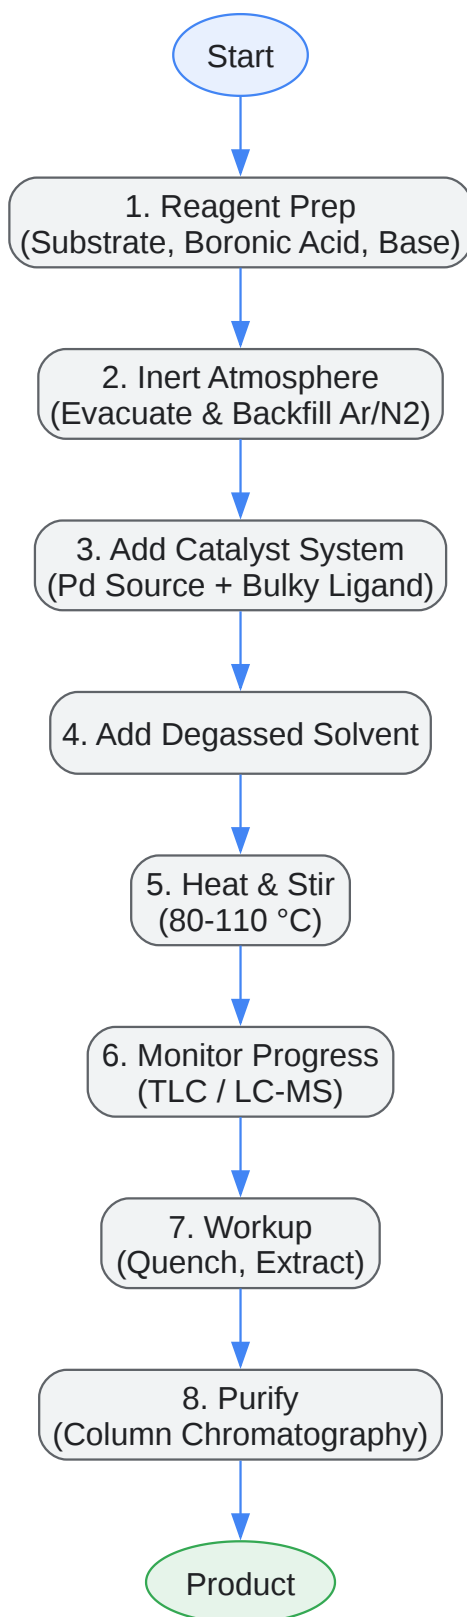 Start
1. Reagent Prep
(Substrate, Boronic Acid, Base)
2. Inert Atmosphere
(Evacuate & Backfill Ar/N2)
3. Add Catalyst System
(Pd Source + Bulky Ligand)
4. Add Degassed Solvent
5. Heat & Stir
(80-110 °C)
6. Monitor Progress
(TLC / LC-MS)
7. Workup
(Quench, Extract)
8. Purify
(Column Chromatography)
Product